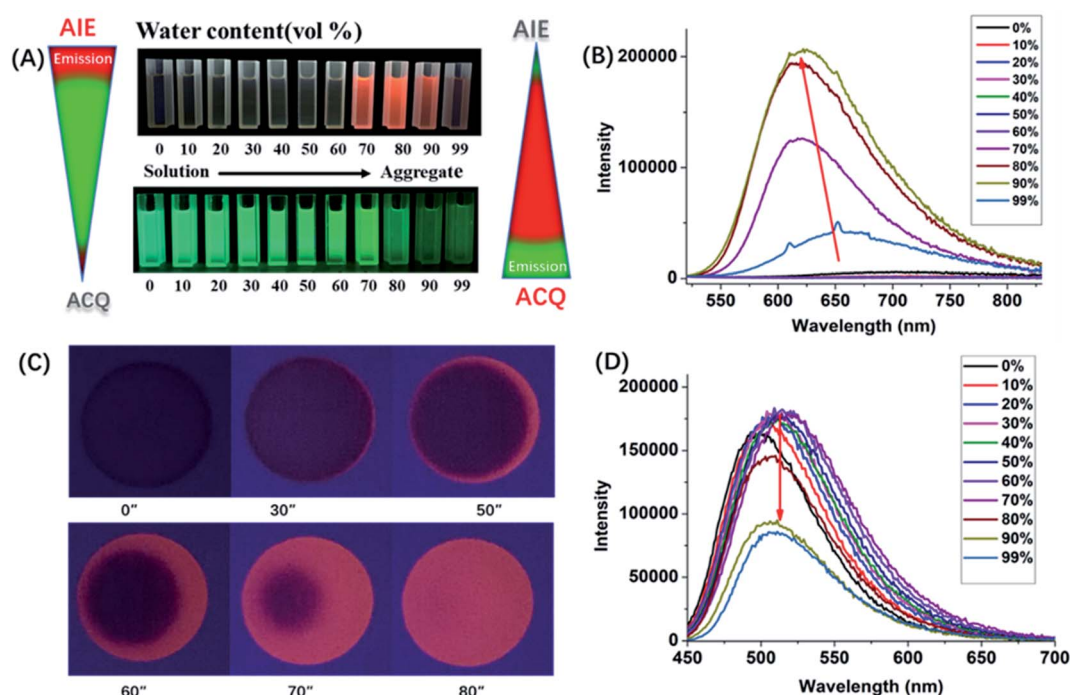 (A)
AIE
Emission
ACQ
Water content(vol %)
0 10 20 30 40 50 60 70 80 90 99
Solution Aggregate
0 10 20 30 40 50 60 70 80 90 99
AIE
Emission
ACQ
(B)
Intensity
200000
150000
100000
50000
0
550 600 650 700 750 800
Wavelength (nm)
0%
10%
20%
30%
40%
50%
60%
70%
80%
90%
99%
(C)
0″ 30″ 50″
60″ 70″ 80″
(D)
Intensity
200000
150000
100000
50000
0
450 500 550 600 650 700
Wavelength (nm)
0%
10%
20%
30%
40%
50%
60%
70%
80%
90%
99%